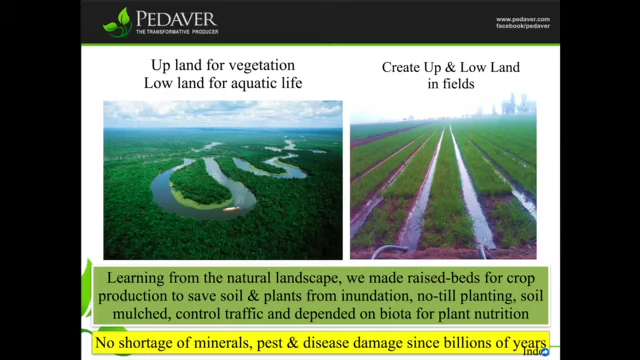 PEDAVER
THE TRANSFORMATIVE PRODUCER
www.pedaver.com
facebook/pedaver
Up land for vegetation
Low land for aquatic life
Create Up & Low Land
in fields
Learning from the natural landscape, we made raised-beds for crop
production to save soil & plants from inundation, no-till planting, soil
mulched, control traffic and depended on biota for plant nutrition
No shortage of minerals, pest & disease damage since billions of years